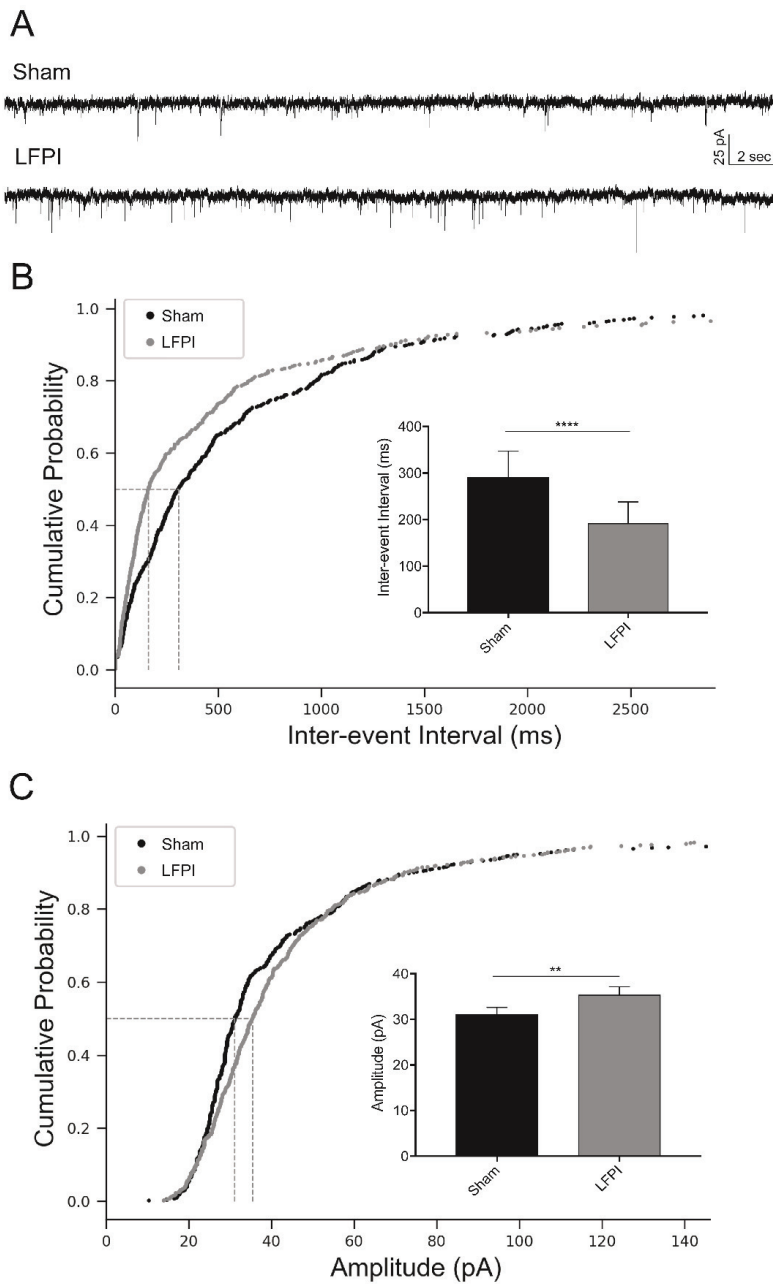 A
Sham
LFPI
25 pA
2 sec
B
1.0
0.8
0.6
0.4
0.2
0.0
Cumulative Probability
Sham
LFPI
0 500 1000 1500 2000 2500
Inter-event Interval (ms)
400
300
200
100
0
Inter-event Interval (ms)
****
Sham LFPI
C
1.0
0.8
0.6
0.4
0.2
0.0
Cumulative Probability
Sham
LFPI
0 20 40 60 80 100 120 140
Amplitude (pA)
40
30
20
10
0
Amplitude (pA)
**
Sham LFPI